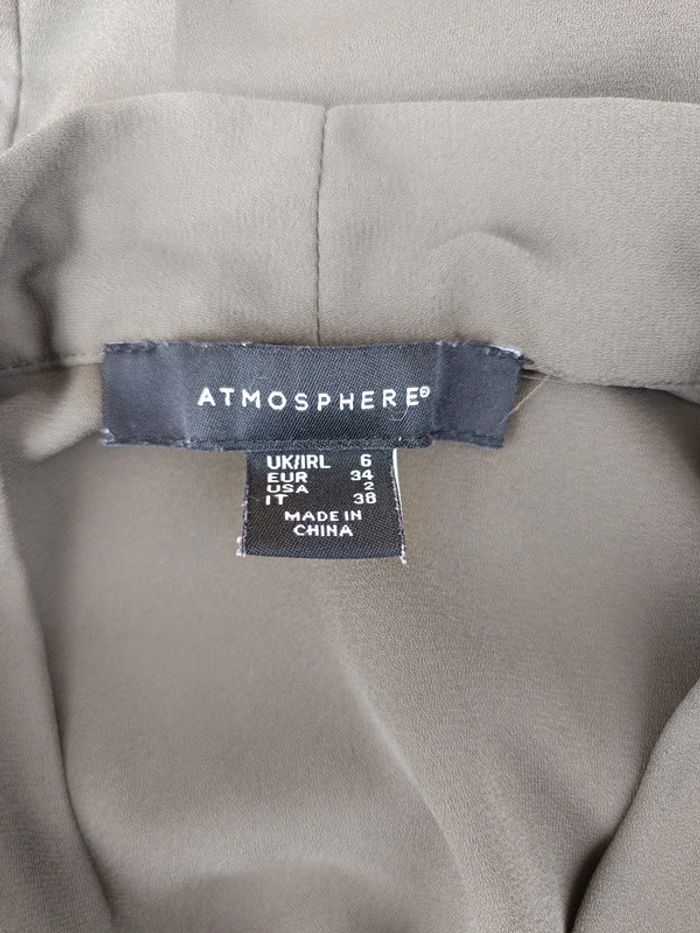 ATMOSPHERE®
UK/IRL 6
EUR 34
USA 2
IT 38
MADE IN
CHINA